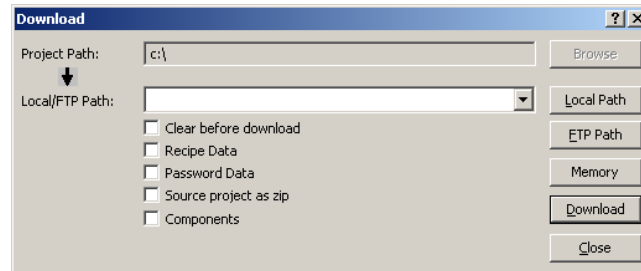 Download
Project Path:
c:\
Browse
Local/FTP Path:
Local Path
Clear before download
FTP Path
Recipe Data
Password Data
Memory
Source project as zip
Download
Components
Close